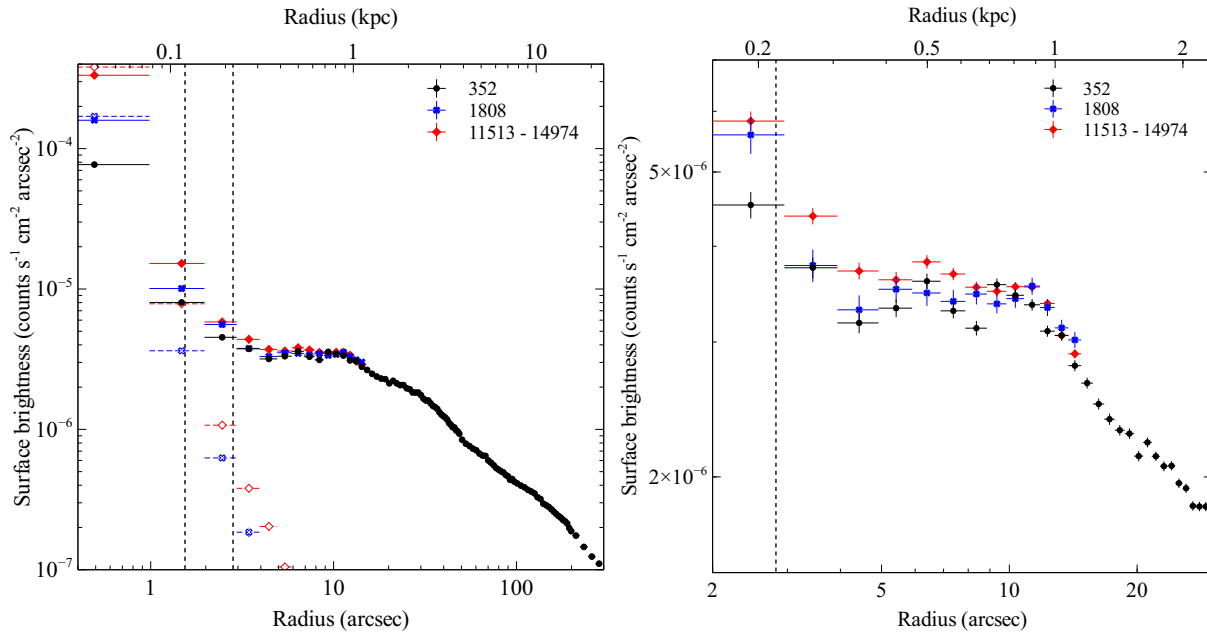 Radius (kpc)
0.1 1 10
352
1808
11513 - 14974
Surface brightness (counts s⁻¹ cm⁻² arcsec⁻²)
10⁻⁴
10⁻⁵
10⁻⁶
10⁻⁷
1 10 100
Radius (arcsec)
Radius (kpc)
0.2 0.5 1 2
352
1808
11513 - 14974
Surface brightness (counts s⁻¹ cm⁻² arcsec⁻²)
5×10⁻⁶
2×10⁻⁶
2 5 10 20
Radius (arcsec)